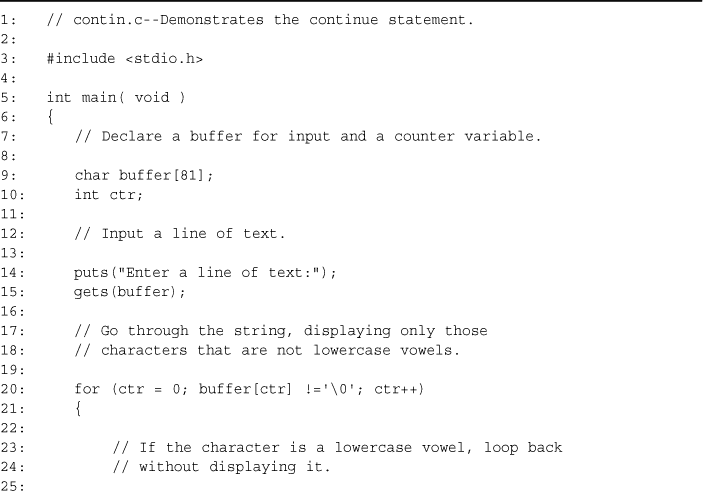 1: // contin.c--Demonstrates the continue statement.
2:
3: #include <stdio.h>
4:
5: int main( void )
6: {
7: // Declare a buffer for input and a counter variable.
8:
9: char buffer[81];
10: int ctr;
11:
12: // Input a line of text.
13:
14: puts("Enter a line of text:");
15: gets(buffer);
16:
17: // Go through the string, displaying only those
18: // characters that are not lowercase vowels.
19:
20: for (ctr = 0; buffer[ctr] !='\0'; ctr++)
21: {
22:
23: // If the character is a lowercase vowel, loop back
24: // without displaying it.
25: